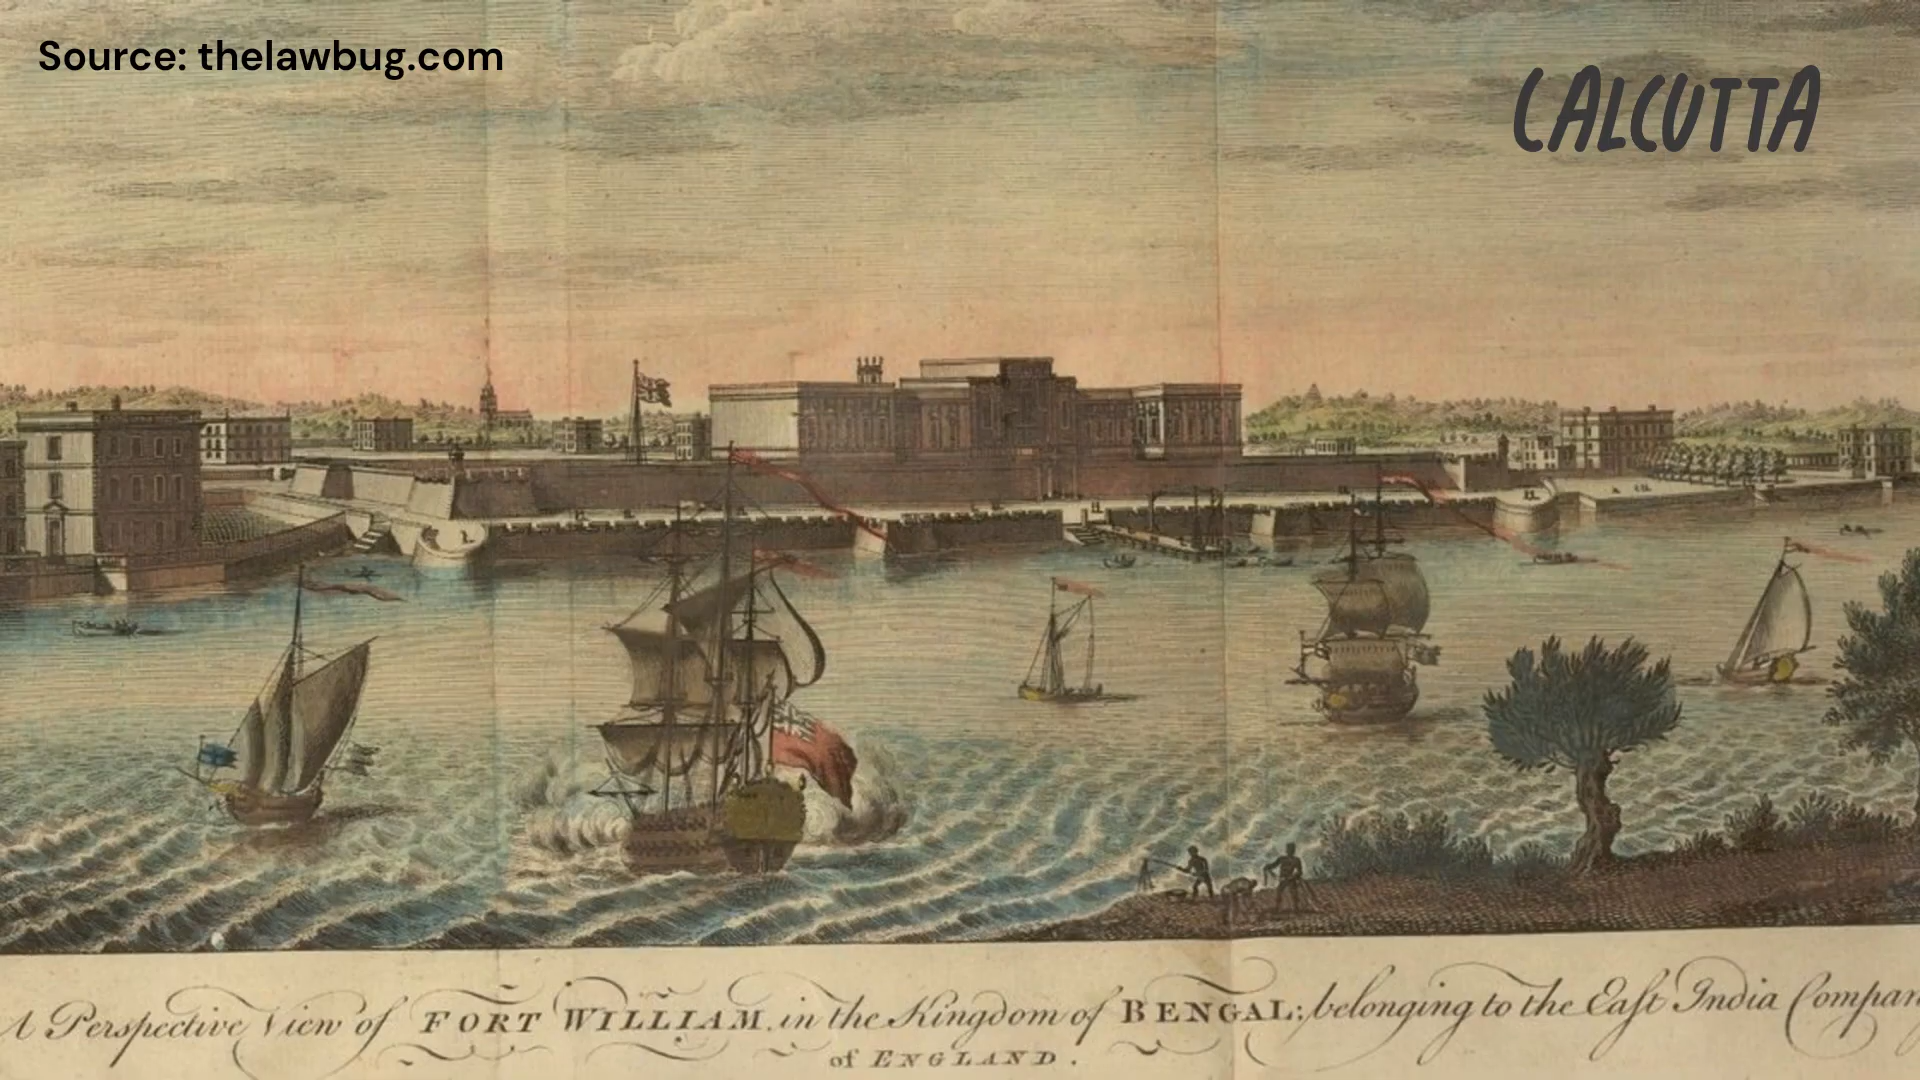 Source: thelawbug.com
CALCUTTA
A Perspective View of FORT WILLIAM in the Kingdom of BENGAL: belonging to the East India Compan
of ENGLAND.